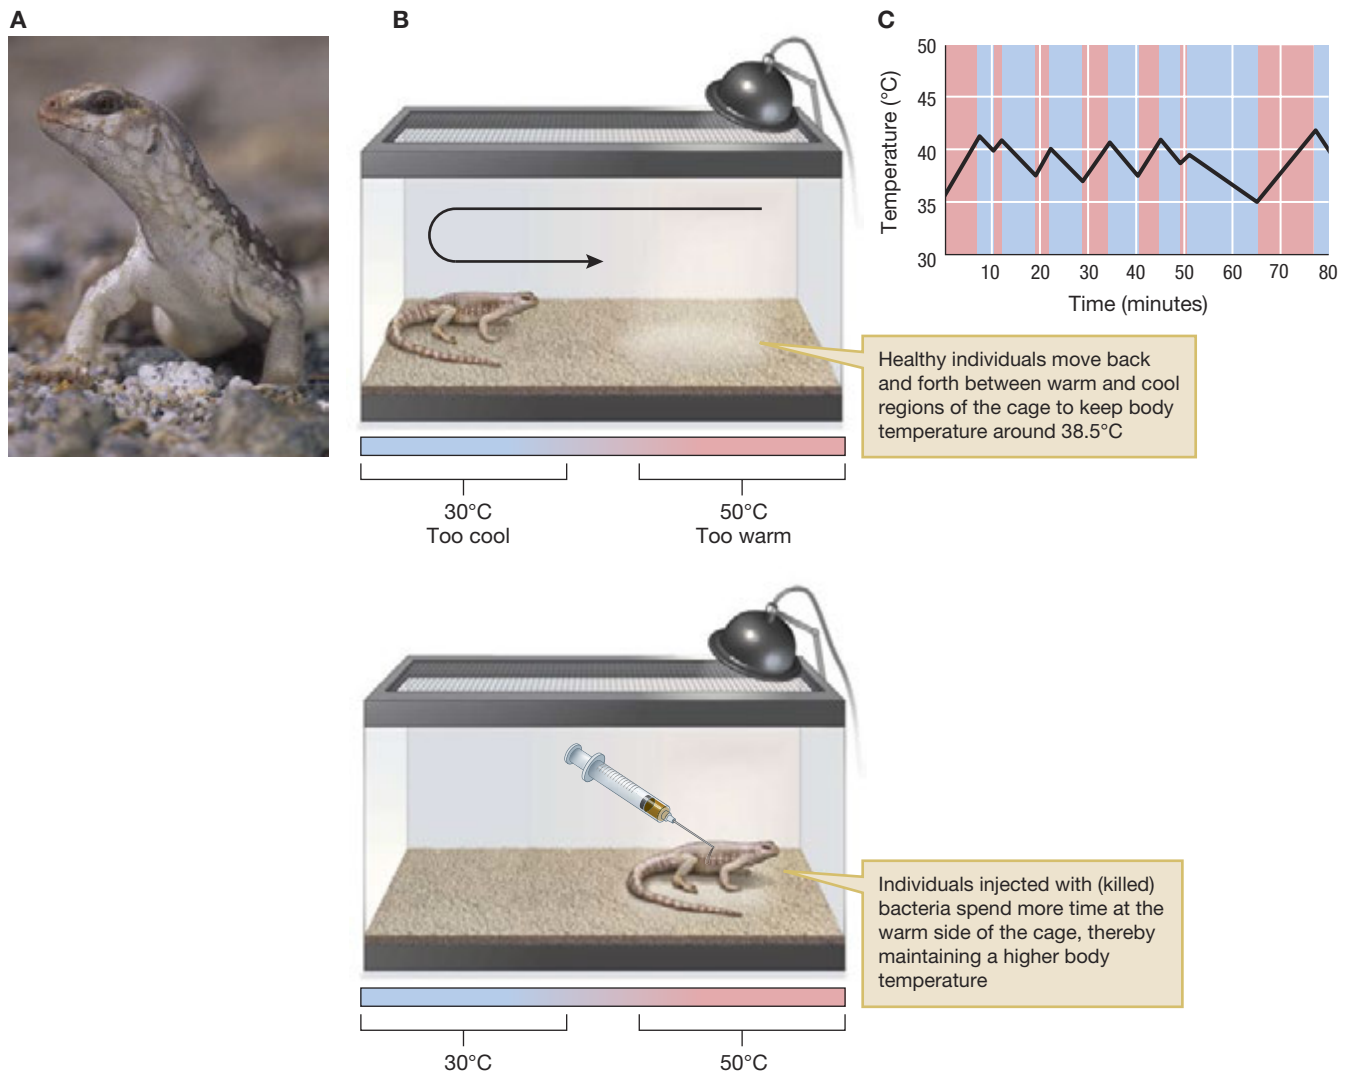 A
B
C
50
45
40
35
30
Temperature (°C)
10 20 30 40 50 60 70 80
Time (minutes)
Healthy individuals move back
and forth between warm and cool
regions of the cage to keep body
temperature around 38.5°C
30°C
Too cool
50°C
Too warm
Individuals injected with (killed)
bacteria spend more time at the
warm side of the cage, thereby
maintaining a higher body
temperature
30°C
50°C